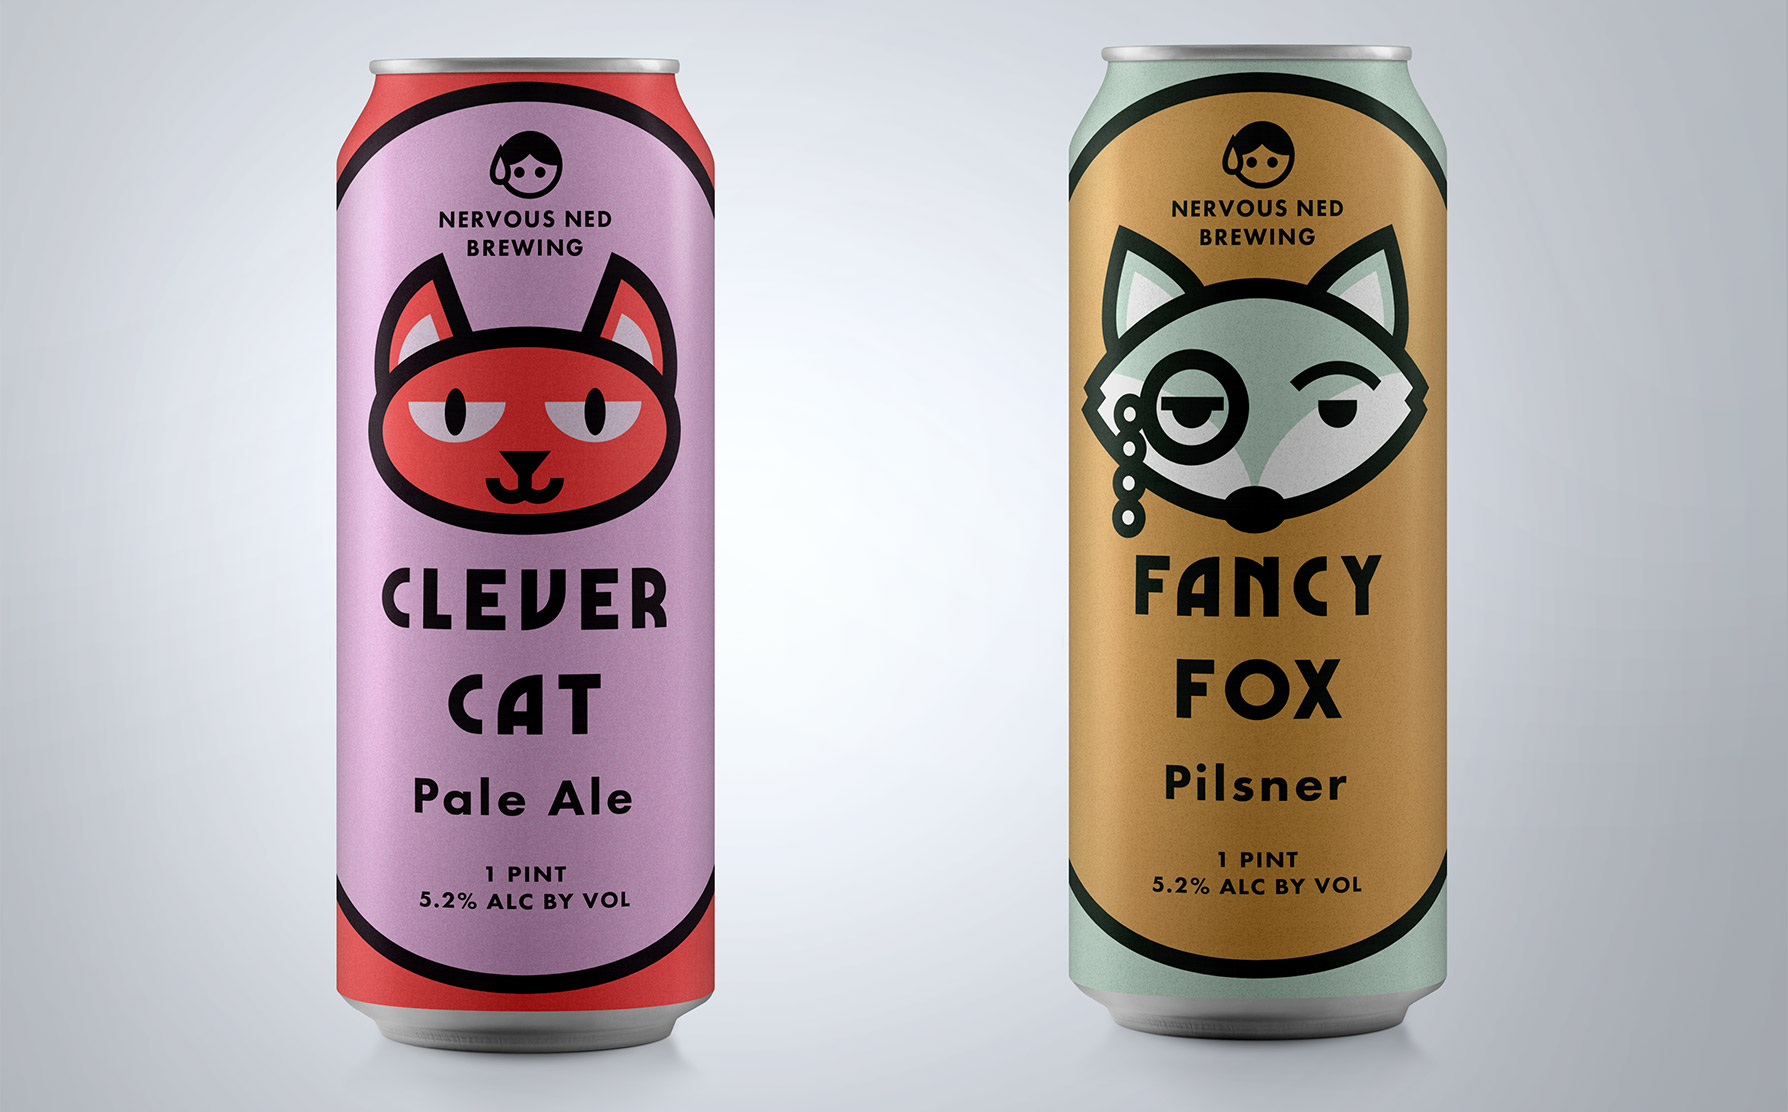 NERVOUS NED
BREWING
CLEVER
CAT
Pale Ale
1 PINT
5.2% ALC BY VOL
NERVOUS NED
BREWING
FANCY
FOX
Pilsner
1 PINT
5.2% ALC BY VOL